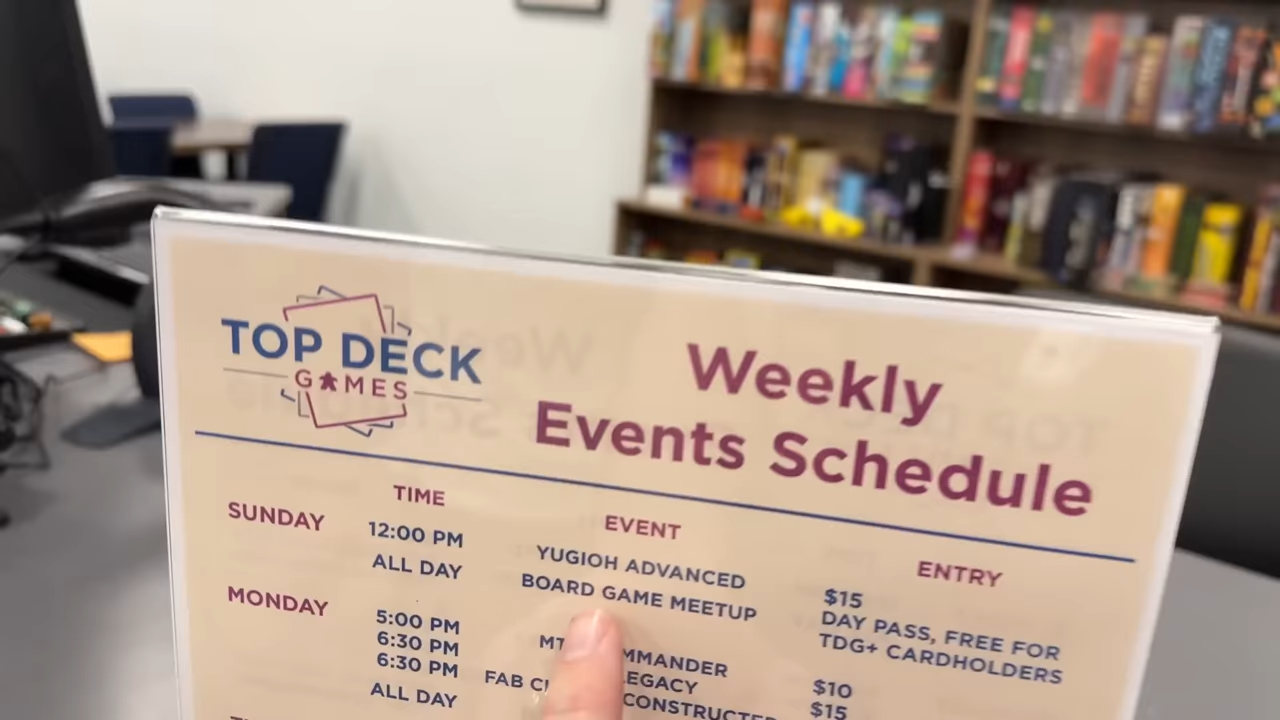 TOP DECK
GAMES
Weekly
Events Schedule
TIME EVENT ENTRY
SUNDAY 12:00 PM YUGIOH ADVANCED $15
ALL DAY BOARD GAME MEETUP DAY PASS, FREE FOR
TDG+ CARDHOLDERS
MONDAY
5:00 PM MMANDER $10
6:30 PM EGACY $15
6:30 PM FAB CONSTRUCTED
ALL DAY